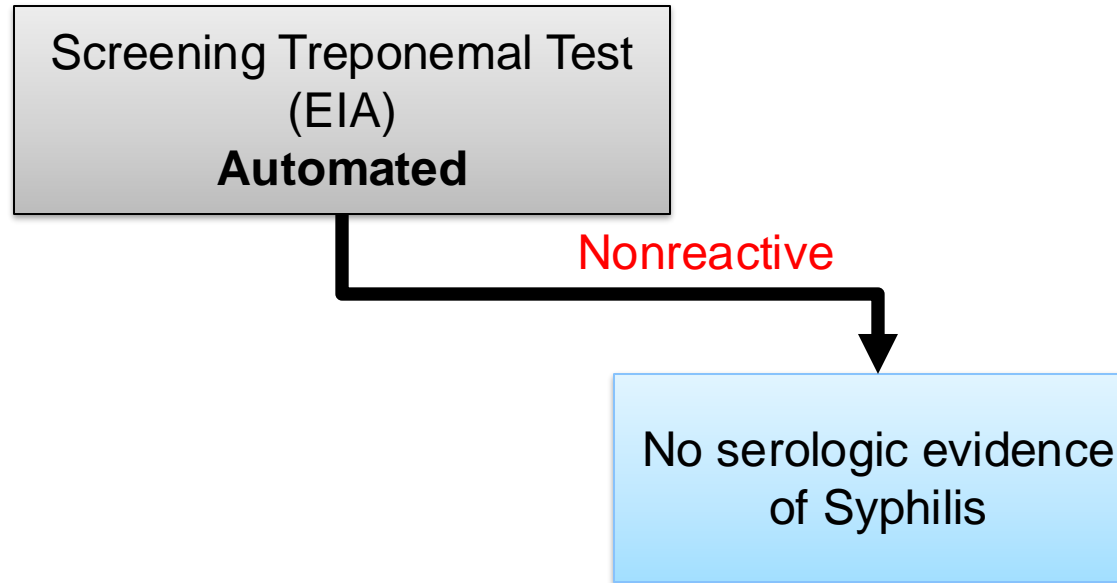 Screening Treponemal Test
(EIA)
Automated
Nonreactive
No serologic evidence
of Syphilis